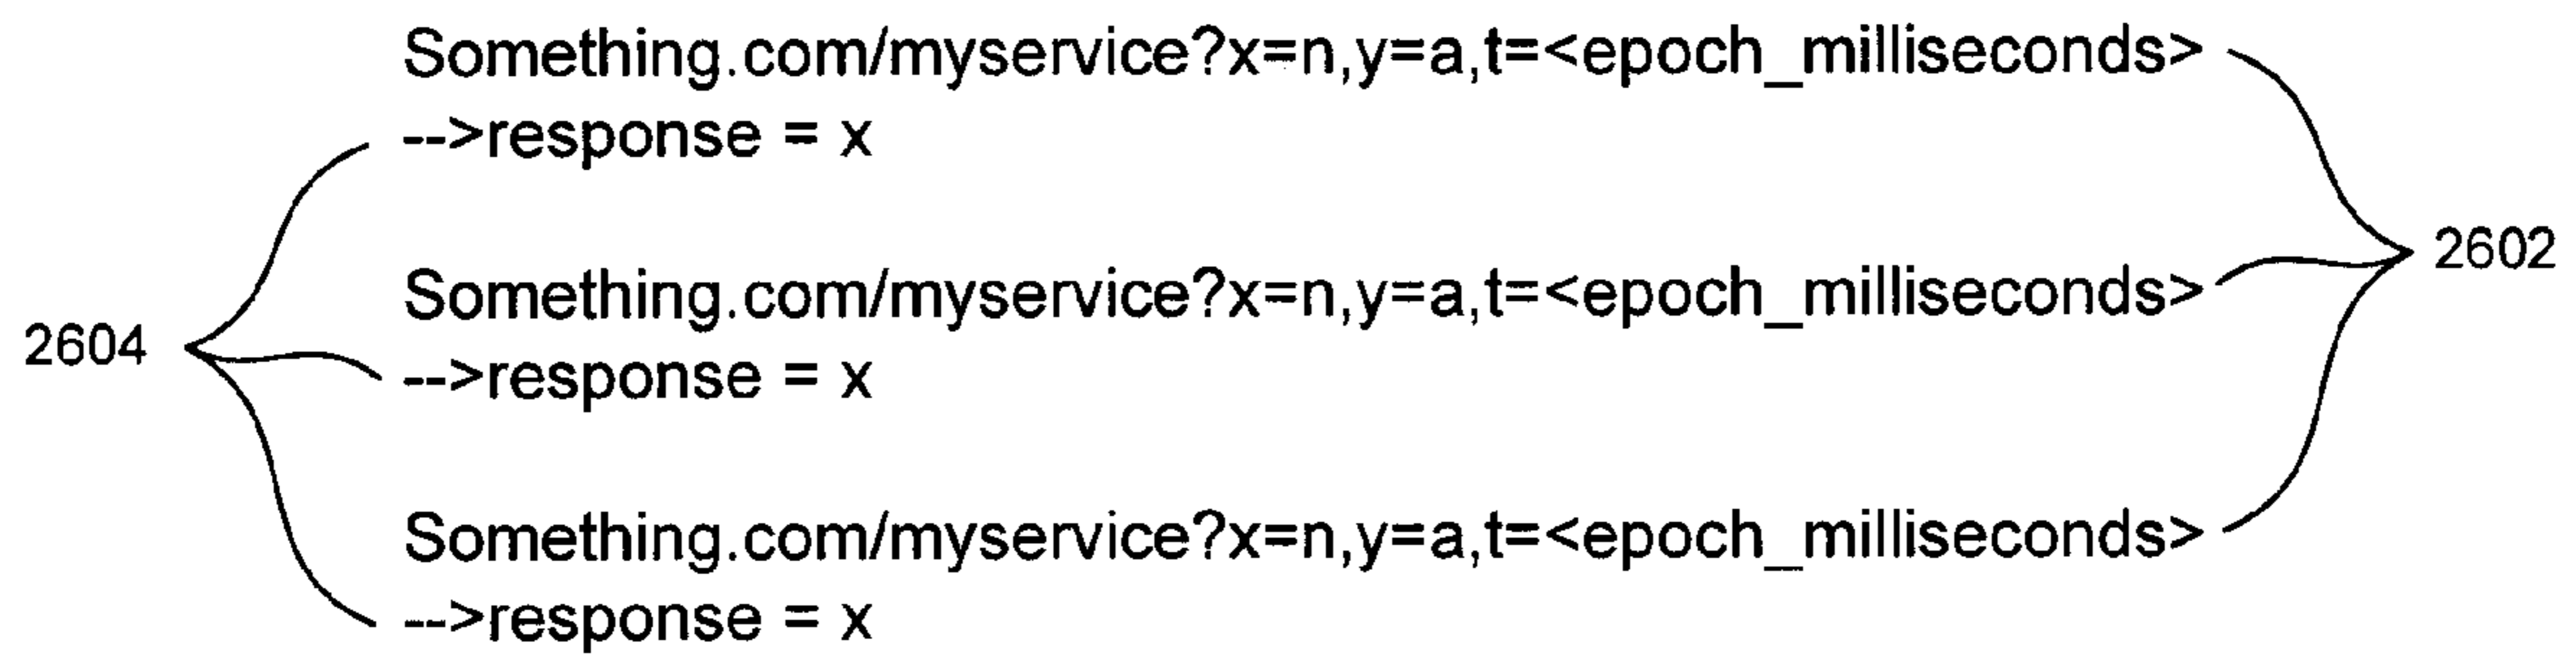 Something.com/myservice?x=n,y=a,t=<epoch_milliseconds>
-->response = x
2602
Something.com/myservice?x=n,y=a,t=<epoch_milliseconds>
2604
-->response = x
Something.com/myservice?x=n,y=a,t=<epoch_milliseconds>
-->response = x